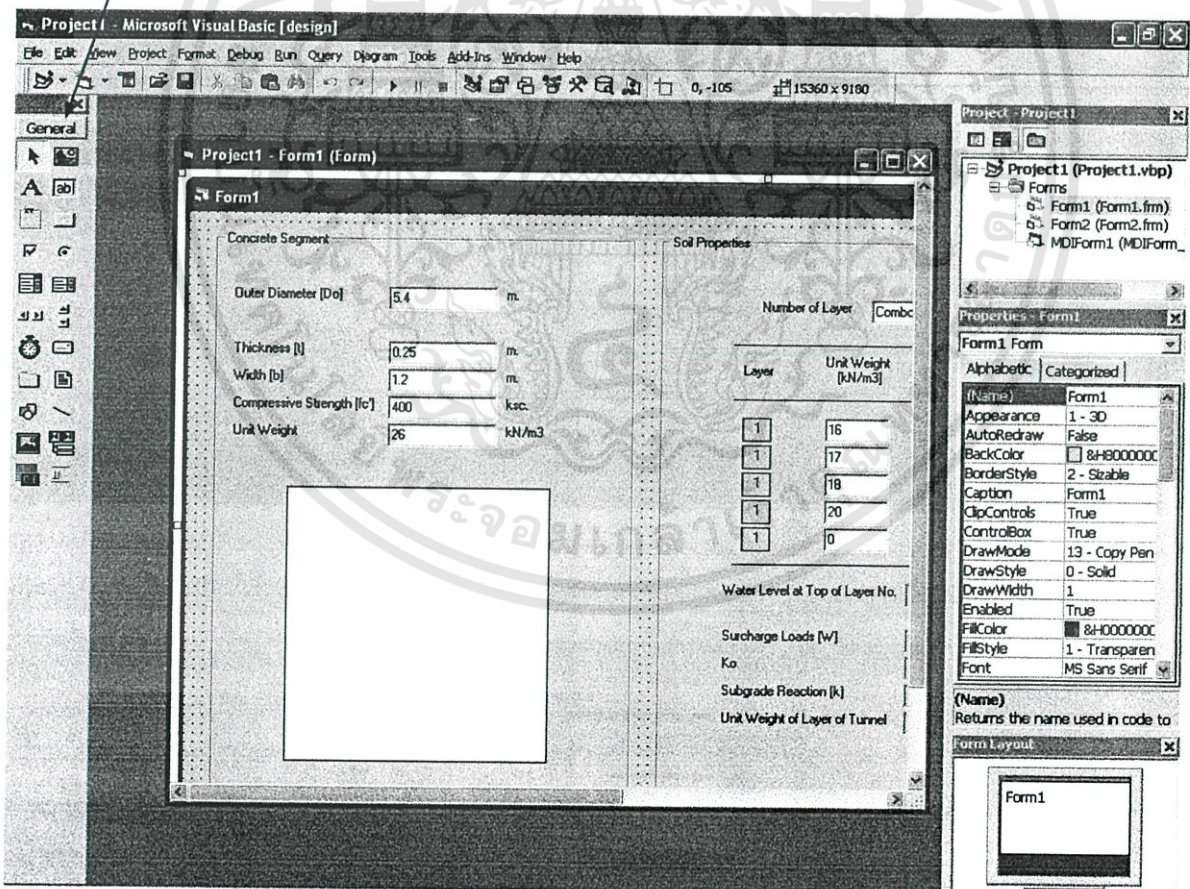 Project1 - Microsoft Visual Basic [design]
File Edit View Project Format Debug Run Query Diagram Tools Add-Ins Window Help
0, -105
15360 x 9180
General
Project1 - Form1 (Form)
Form1
Concrete Segment
Outer Diameter [Do] 5.4 m.
Thickness [t] 0.25 m.
Width [b] 1.2 m.
Compressive Strength [fc'] 400 ksc.
Unit Weight 26 kN/m3
Soil Properties
Number of Layer Combo
Layer
Unit Weight
[kN/m3]
1 16
1 17
1 18
1 20
1 0
Water Level at Top of Layer No.
Surcharge Loads [W]
Ko
Subgrade Reaction [k]
Unit Weight of Layer of Tunnel
Project - Project1
Project1 (Project1.vbp)
Forms
Form1 (Form1.frm)
Form2 (Form2.frm)
MDIForm1 (MDIForm_
Properties - Form1
Form1 Form
Alphabetic Categorized
(Name) Form1
Appearance 1 - 3D
AutoRedraw False
BackColor &H8000000
BorderStyle 2 - Sizable
Caption Form1
ClipControls True
ControlBox True
DrawMode 13 - Copy Pen
DrawStyle 0 - Solid
DrawWidth 1
Enabled True
FillColor &H0000000
FillStyle 1 - Transparen
Font MS Sans Serif
(Name)
Returns the name used in code to
Form Layout
Form1